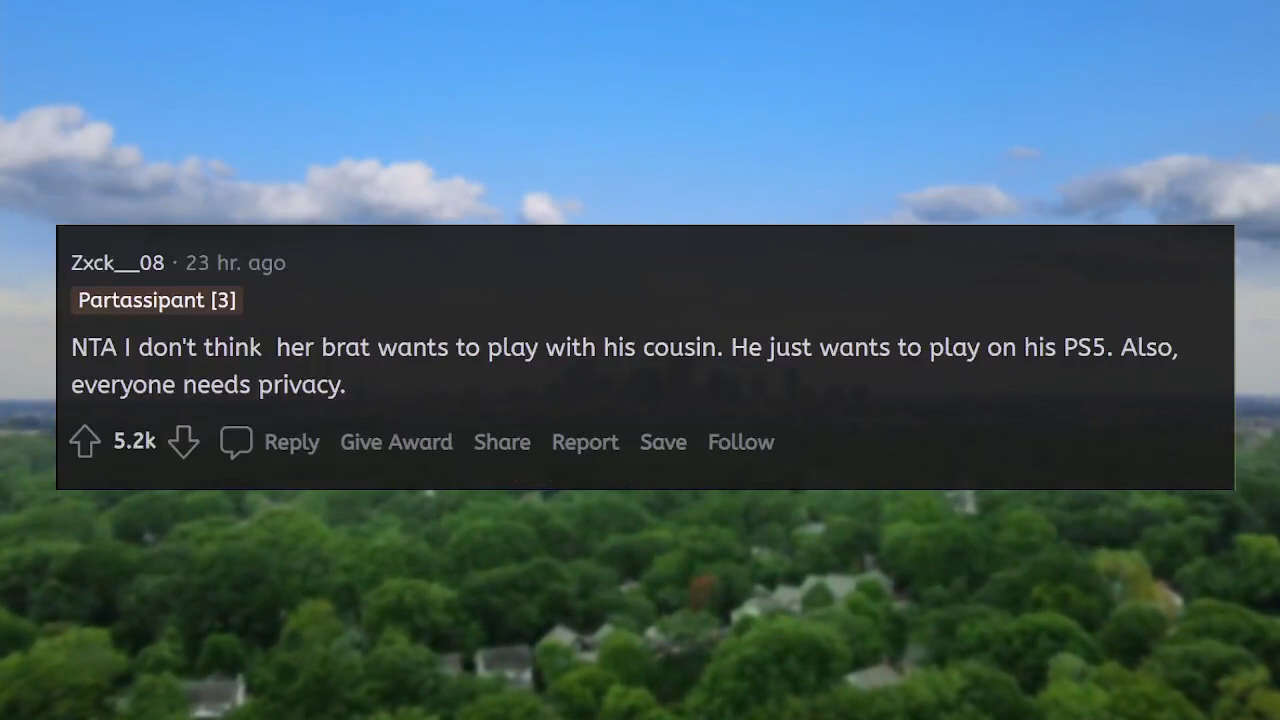 Zxck__08 · 23 hr. ago
Partassipant [3]
NTA I don't think  her brat wants to play with his cousin. He just wants to play on his PS5. Also,
everyone needs privacy.
5.2k Reply Give Award Share Report Save Follow